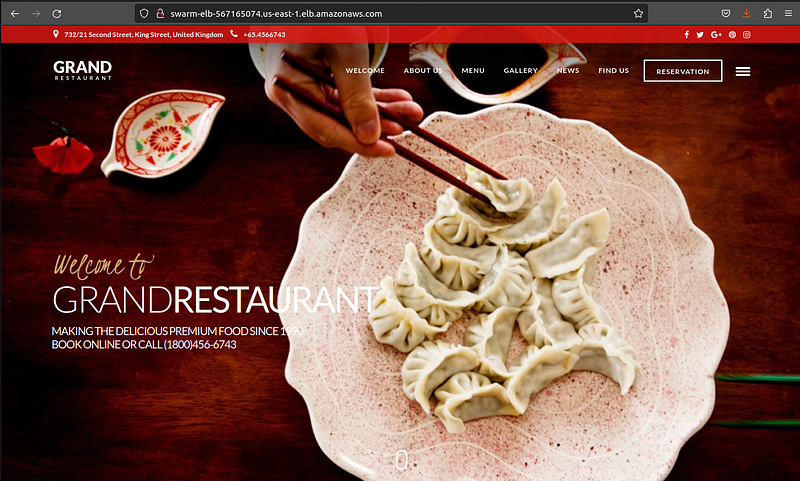 swarm-elb-567165074.us-east-1.elb.amazonaws.com
732/21 Second Street, King Street, United Kingdom +65.4566743
GRAND
RESTAURANT
WELCOME ABOUT US MENU GALLERY NEWS FIND US RESERVATION
Welcome to
GRANDRESTAURANT
MAKING THE DELICIOUS PREMIUM FOOD SINCE 1990
BOOK ONLINE OR CALL (1800)456-6743